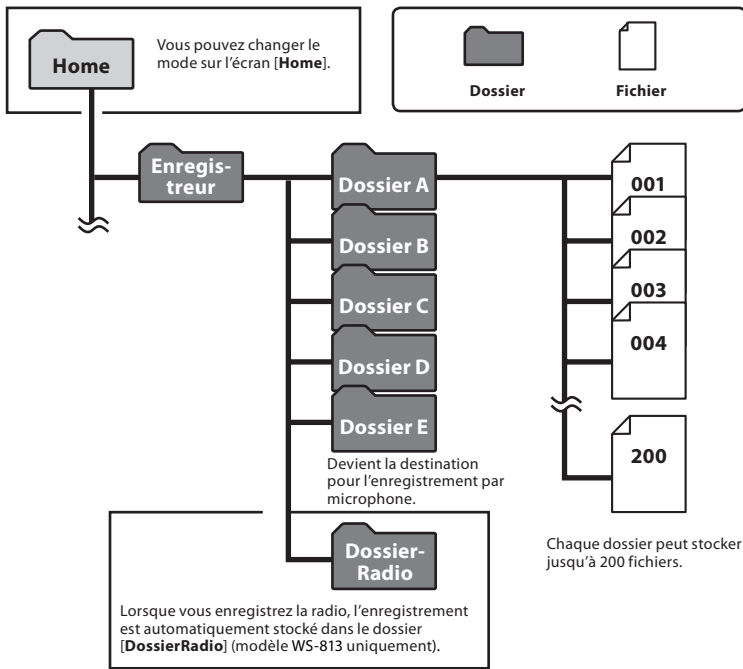 Home
Vous pouvez changer le
mode sur l'écran [Home].
Dossier
Fichier
Enregis-
treur
Dossier A
Dossier B
Dossier C
Dossier D
Dossier E
001
002
003
004
200
Devient la destination
pour l'enregistrement par
microphone.
Chaque dossier peut stocker
jusqu'à 200 fichiers.
Dossier-
Radio
Lorsque vous enregistrez la radio, l'enregistrement
est automatiquement stocké dans le dossier
[DossierRadio] (modèle WS-813 uniquement).